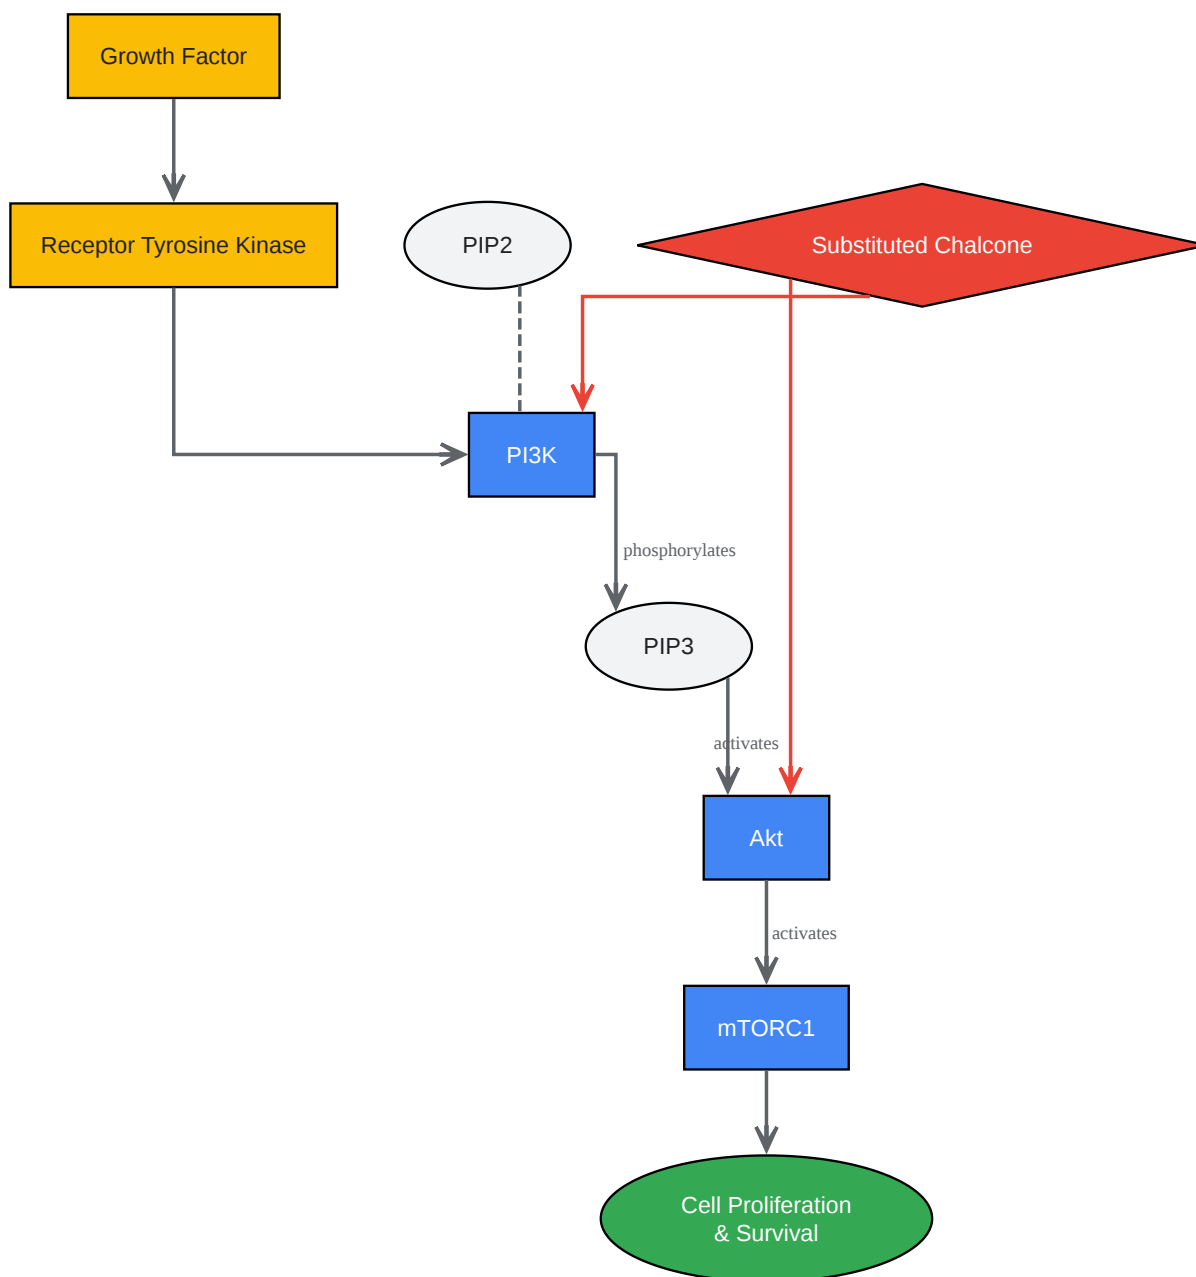 Growth Factor
Receptor Tyrosine Kinase
PIP2
Substituted Chalcone
PI3K
phosphorylates
PIP3
activates
Akt
activates
mTORC1
Cell Proliferation
& Survival